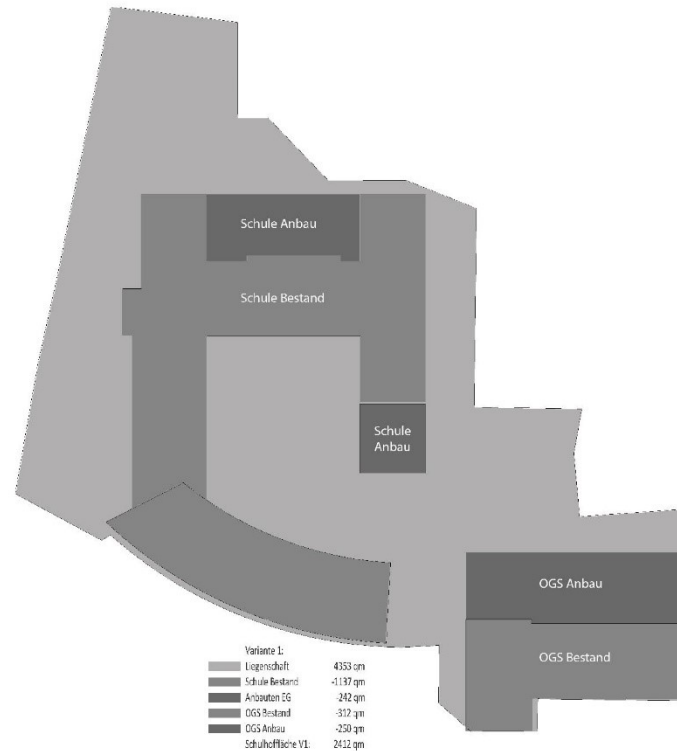 Schule Anbau
Schule Bestand
Schule
Anbau
OGS Anbau
OGS Bestand
Variante 1:
Liegenschaft 4353 qm
Schule Bestand -1137 qm
Anbauten EG -242 qm
OGS Bestand -312 qm
OGS Anbau -250 qm
Schulhoffläche V1: 2412 qm